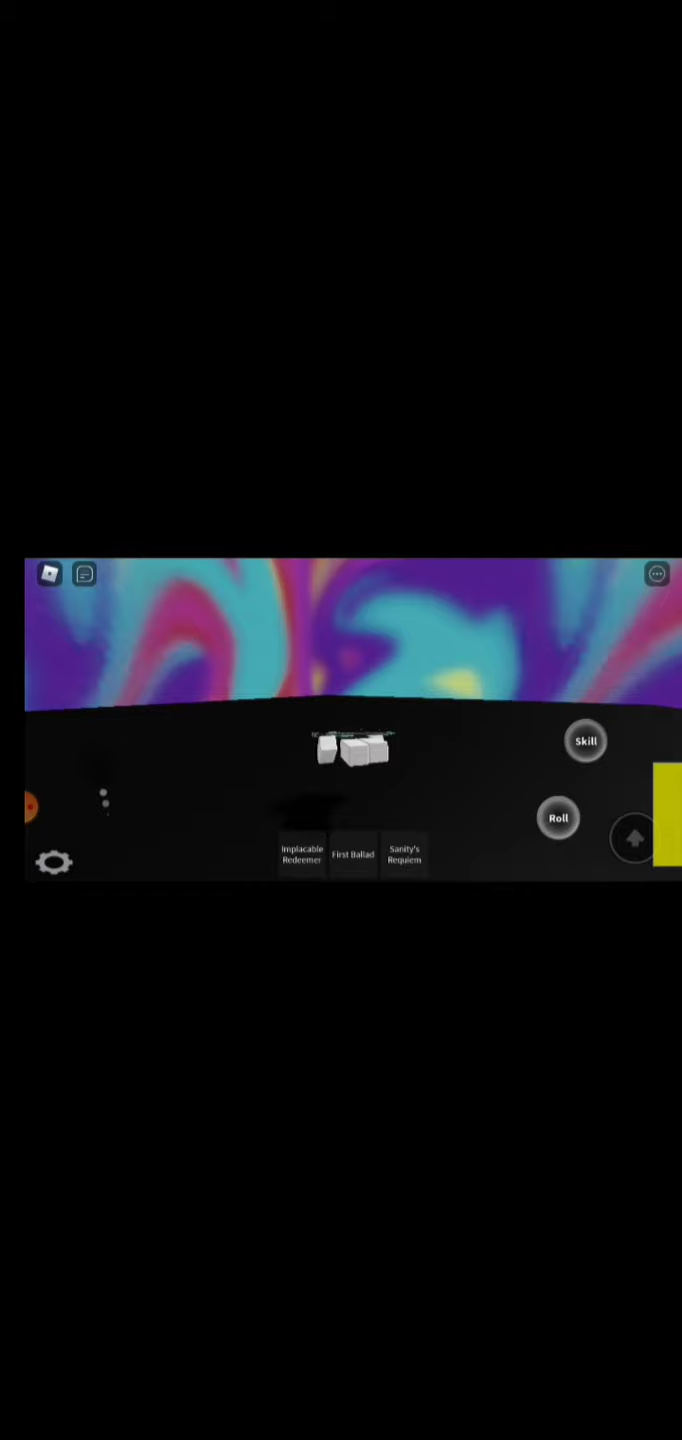 Skill
Roll
Implacable
Redeemer
First Ballad
Sanity's
Requiem